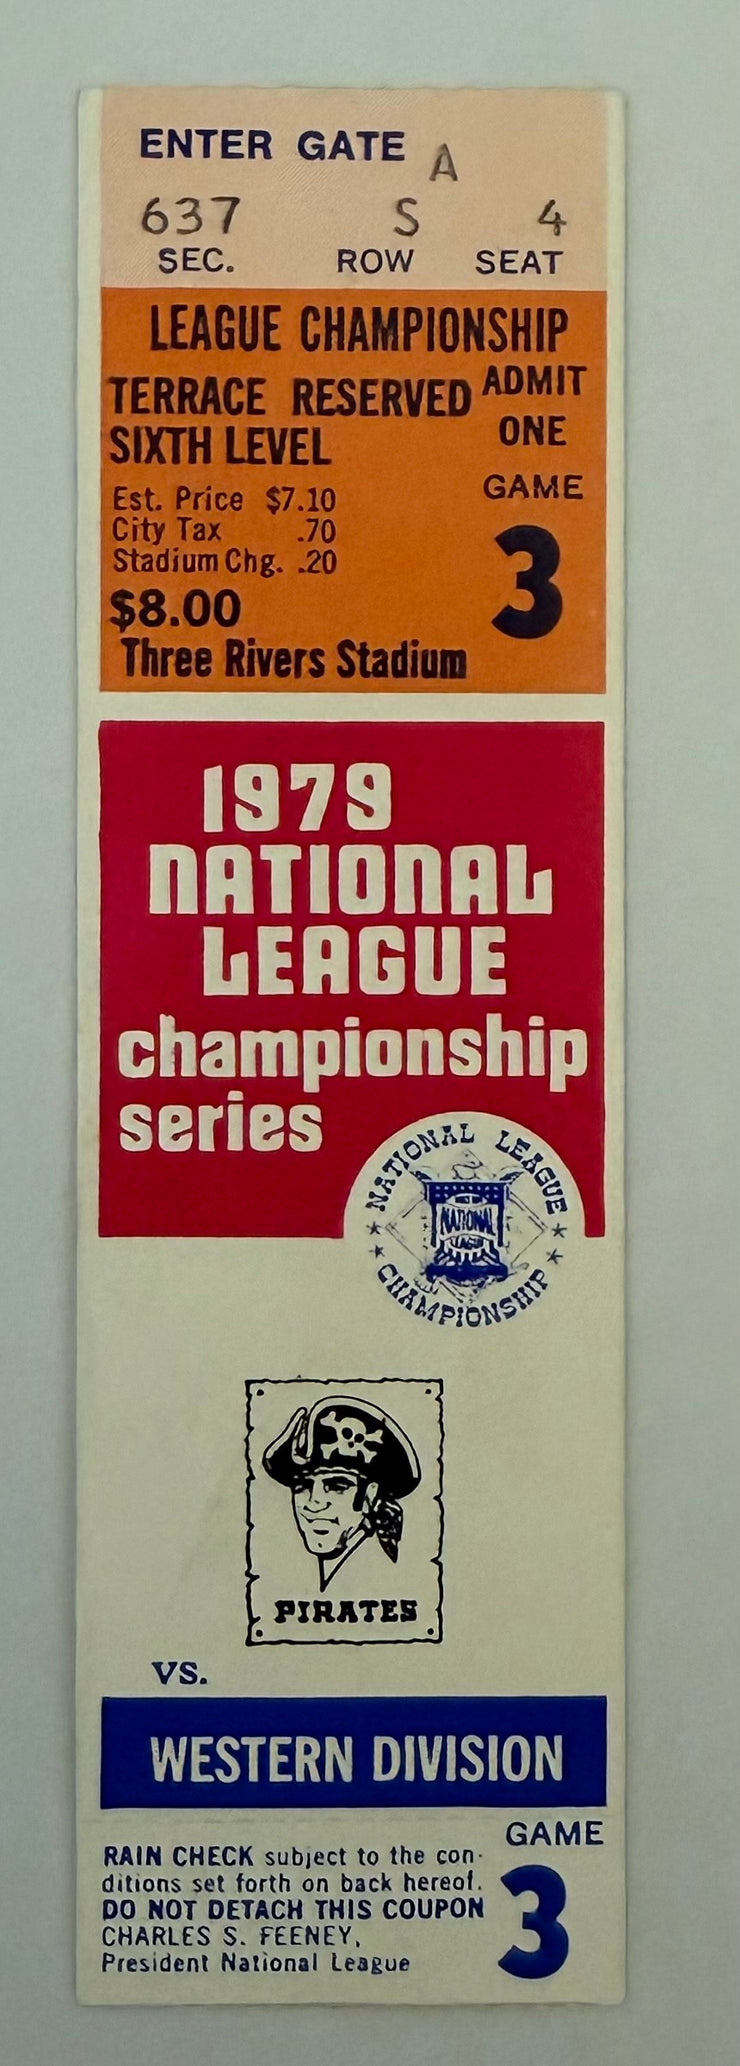 ENTER GATE A
637 S 4
SEC. ROW SEAT
LEAGUE CHAMPIONSHIP
TERRACE RESERVED
SIXTH LEVEL
ADMIT
ONE
GAME
3
Est. Price $7.10
City Tax .70
Stadium Chg. .20
$8.00
Three Rivers Stadium
1979
NATIONAL
LEAGUE
championship
series
NATIONAL LEAGUE
NATIONAL
LEAGUE
CHAMPIONSHIP
PIRATES
VS.
WESTERN DIVISION
GAME
3
RAIN CHECK subject to the con-
ditions set forth on back hereof.
DO NOT DETACH THIS COUPON
CHARLES S. FEENEY,
President National League